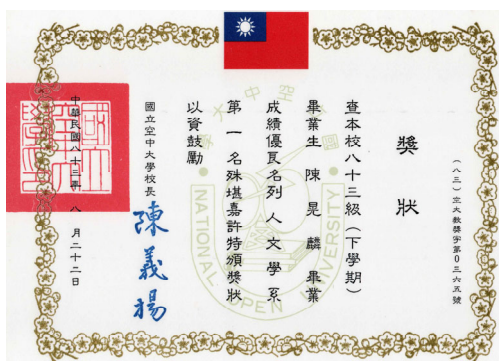 獎狀
(八三)空大教獎字第0三六五號
查本校八十三級(下學期)
畢業生 陳晃麟 畢業
成績優良名列人文學系
第一名殊堪嘉許特頒獎狀
以資鼓勵
國立空中大學校長
陳義揚
中華民國八十三年 八月二十二日
NATIONAL OPEN UNIVERSITY